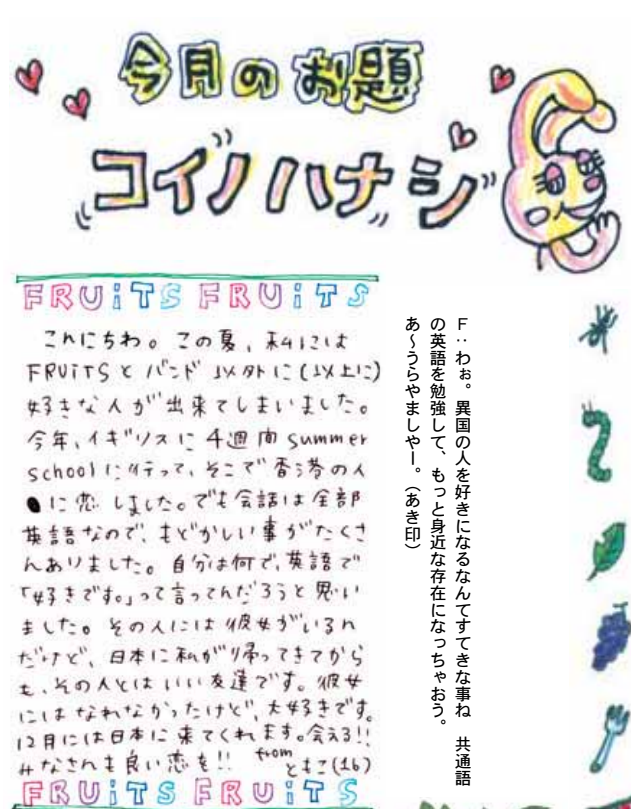 今月のお題
コイノハナシ"
FRUiTS FRUiTS
こんにちわ。この夏、私には
FRUiTSとバンド以外に(以上に)
好きな人が出来てしまいました。
今年、イギリスに4週間summer
schoolに行って、そこで香港の人
に恋しました。でも会話は全部
英語なので、もどかしい事がたくさ
んありました。自分は何で、英語で
「好きです。」って言ってんだろうと思い
ました。その人には彼女がいるん
だけど、日本に私が帰ってきてから
も、その人とはいい友達です。彼女
にはなれなかったけど、大好きです。
12月には日本に来てくれます。会える!!
みなさんも良い恋を!! from
ともこ(16)
FRUiTS FRUiTS
F:わぉ。異国の人を好きになるなんてすてきな事ね 共通語
の英語を勉強して、もっと身近な存在になっちゃおう。
あ〜うらやましやー。(あき印)